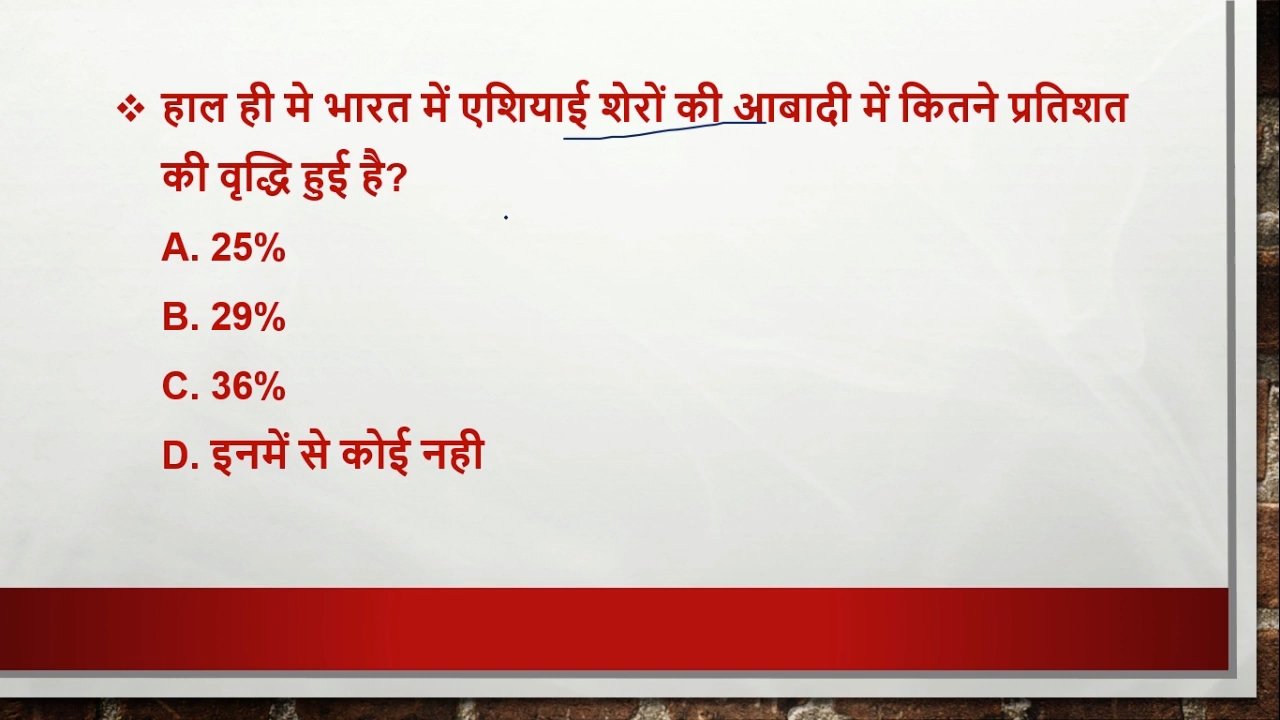 ❖ हाल ही मे भारत में एशियाई शेरों की आबादी में कितने प्रतिशत
की वृद्धि हुई है?
A. 25%
B. 29%
C. 36%
D. इनमें से कोई नही